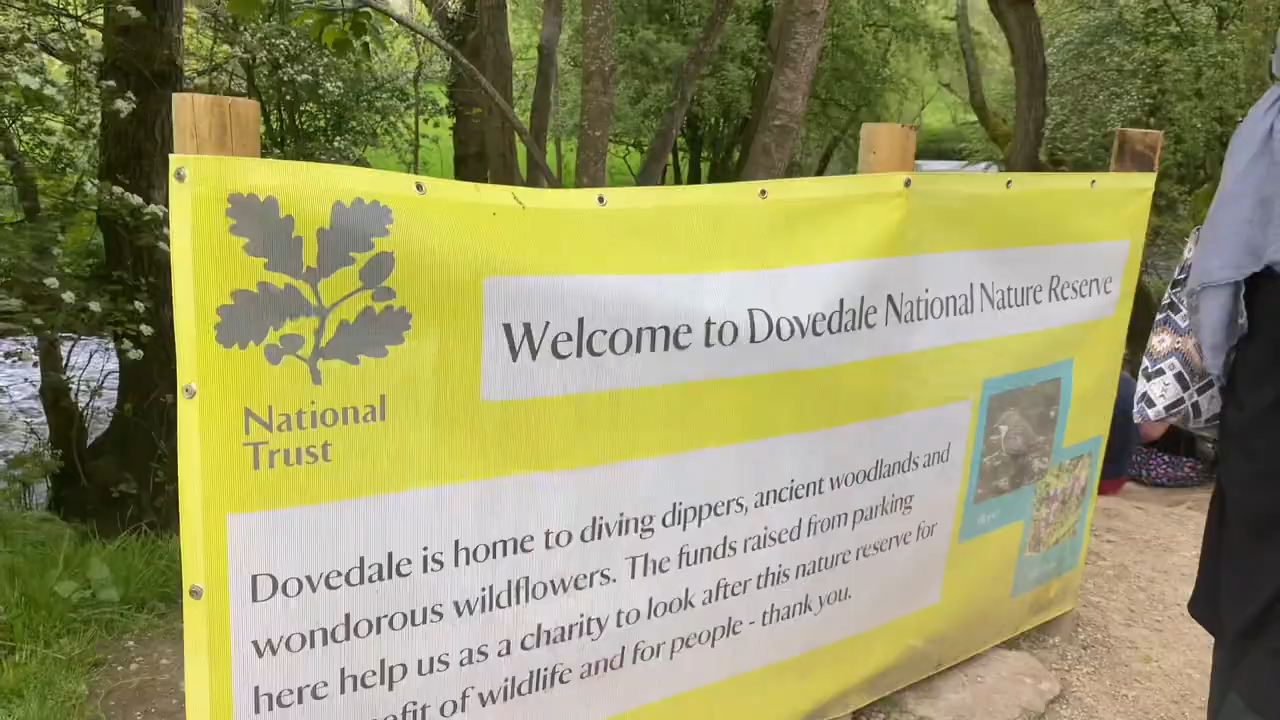 National
Trust
Welcome to Dovedale National Nature Reserve
Dovedale is home to diving dippers, ancient woodlands and
wondorous wildflowers. The funds raised from parking
here help us as a charity to look after this nature reserve for
of wildlife and for people - thank you.